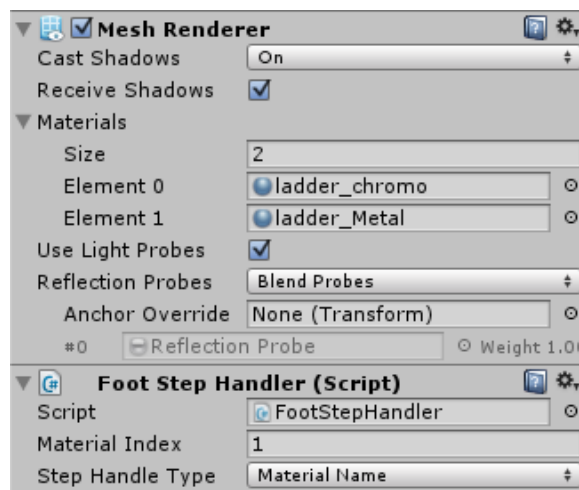 Mesh Renderer
Cast Shadows On
Receive Shadows
Materials
Size 2
Element 0 ladder_chromo
Element 1 ladder_Metal
Use Light Probes
Reflection Probes Blend Probes
Anchor Override None (Transform)
#0 Reflection Probe Weight 1.0
Foot Step Handler (Script)
Script FootStepHandler
Material Index 1
Step Handle Type Material Name